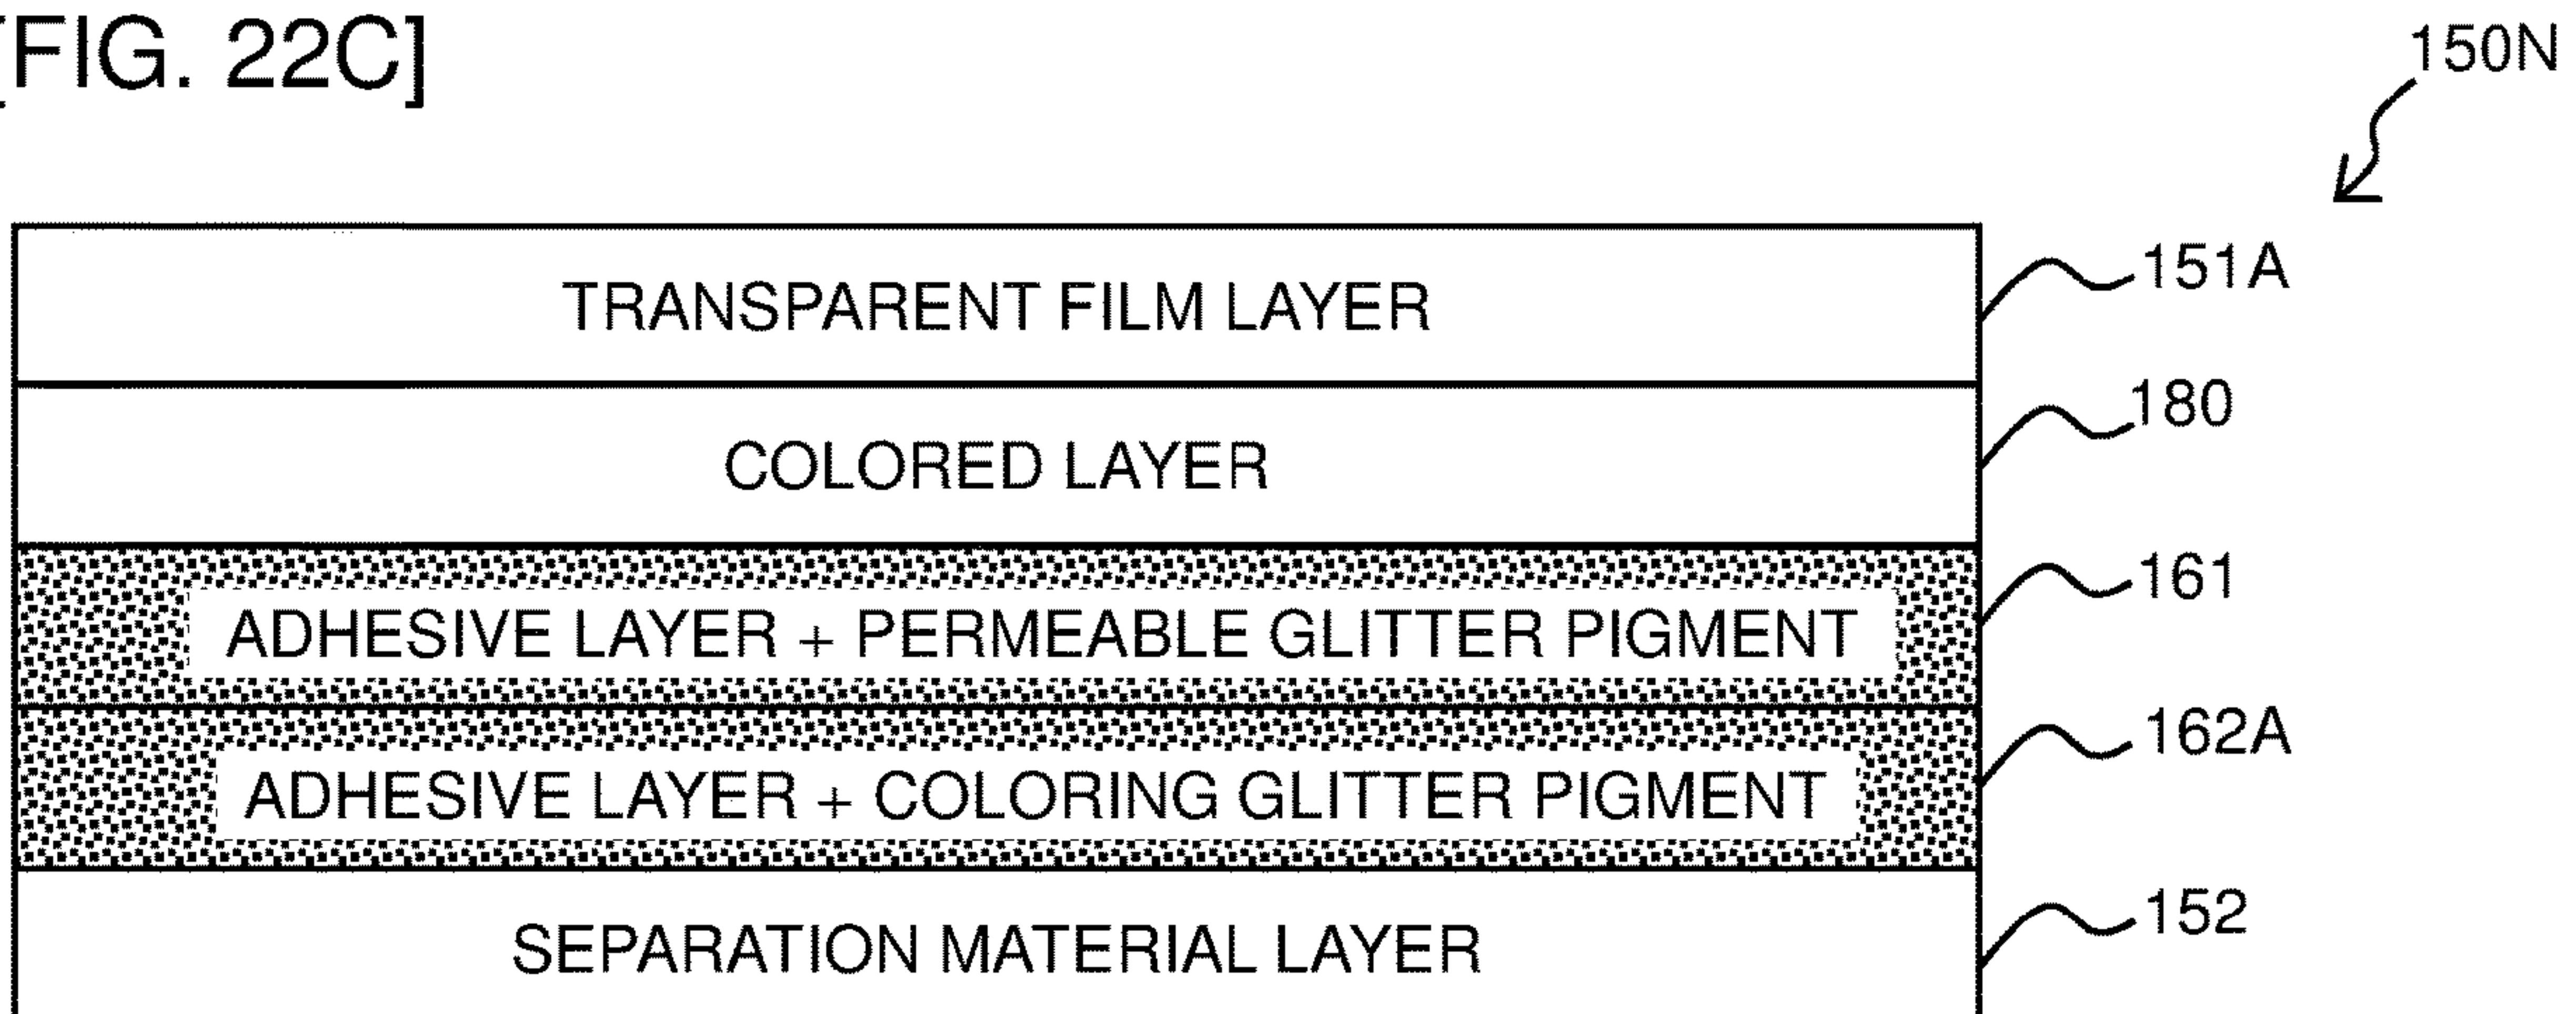 [FIG. 22C]
150N
TRANSPARENT FILM LAYER 151A
COLORED LAYER 180
ADHESIVE LAYER + PERMEABLE GLITTER PIGMENT 161
ADHESIVE LAYER + COLORING GLITTER PIGMENT 162A
SEPARATION MATERIAL LAYER 152